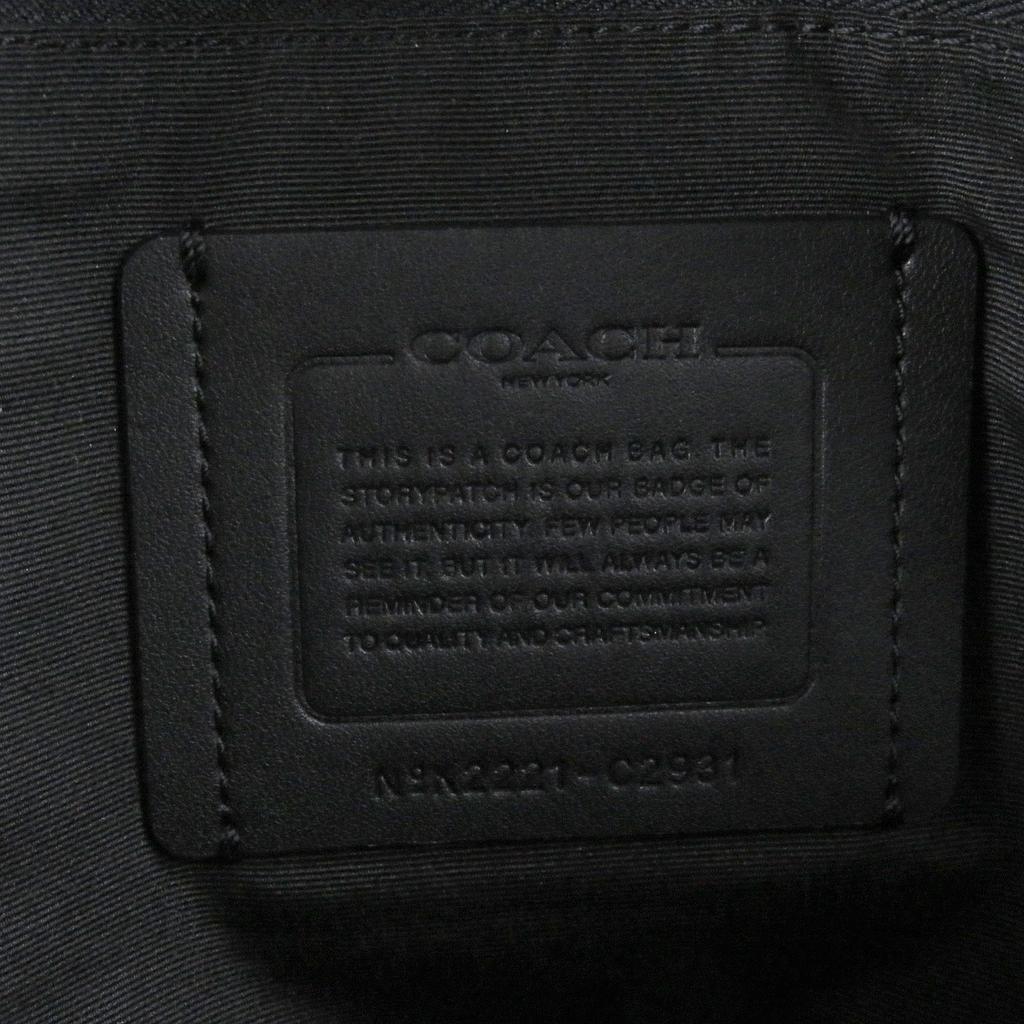 COACH
NEW YORK
THIS IS A COACH BAG. THE
STORYPATCH IS OUR BADGE OF
AUTHENTICITY. FEW PEOPLE MAY
SEE IT, BUT IT WILL ALWAYS BE A
REMINDER OF OUR COMMITMENT
TO QUALITY AND CRAFTSMANSHIP.
Nº K2221-C2931